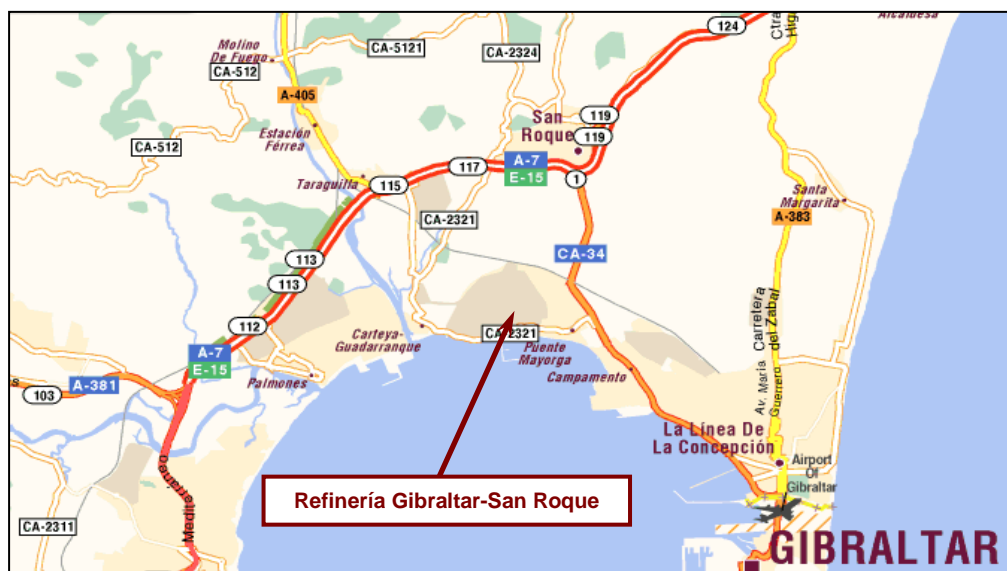 Alcaidesa
124
Ctra
Higu
Molino
De Fuego
CA-5121
CA-2324
CA-512
A-405
119
San
Roque
119
Estación
Férrea
CA-512
117
A-7
E-15
Taraguilla
115
1
Santa
Margarita
CA-2321
A-383
CA-34
113
113
112
Carteya-
Guadarranque
CA-2321
Puente
Mayorga
Av. María Guerrero
Carretera
del Zabal
A-7
E-15
Palmones
Campamento
s
103
A-381
La Línea De
La Concepción
Airport
Of
Gibraltar
Mediterraneo
Refinería Gibraltar-San Roque
CA-2311
GIBRALTAR